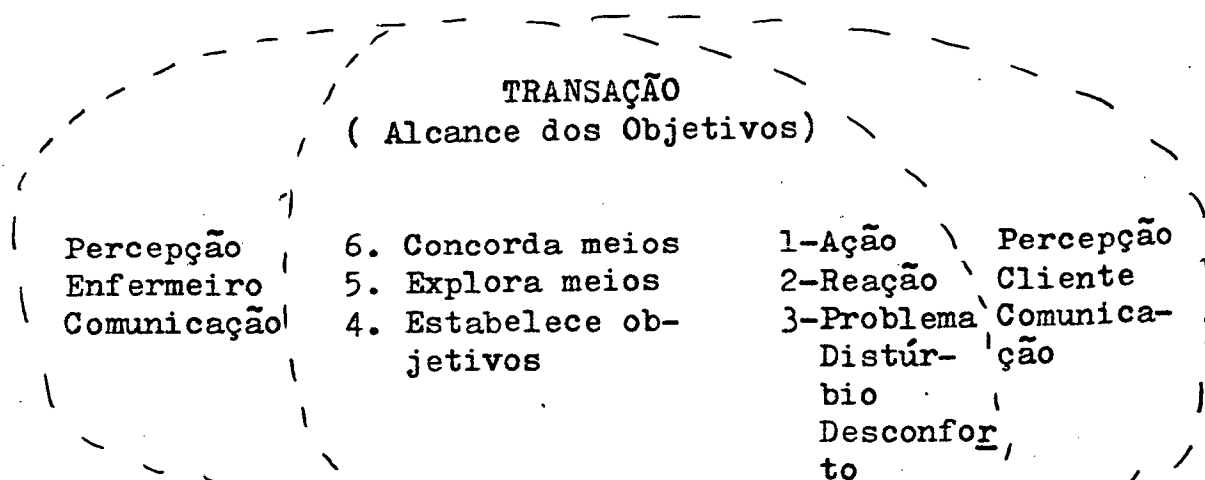 TRANSAÇÃO
( Alcance dos Objetivos)
Percepção
Enfermeiro
Comunicação
6. Concorda meios
5. Explora meios
4. Estabelece ob-
jetivos
1-Ação
2-Reação
3-Problema
Distúr-
bio
Desconfor
to
Percepção
Cliente
Comunica-
ção